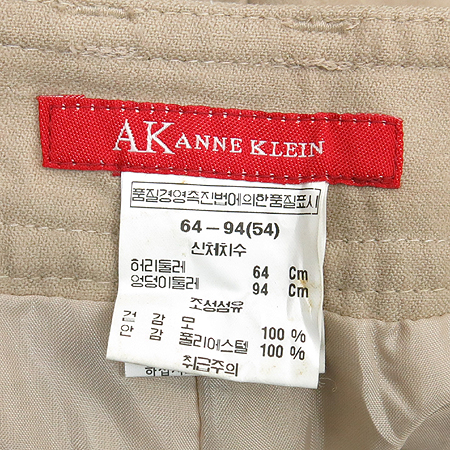 AK ANNE KLEIN
품질경영촉진법에의한품질표시
64-94(54)
신체치수
허리둘레 64 Cm
엉덩이둘레 94 Cm
조성섬유
겉감 모 100%
안감 폴리에스텔 100%
취급주의